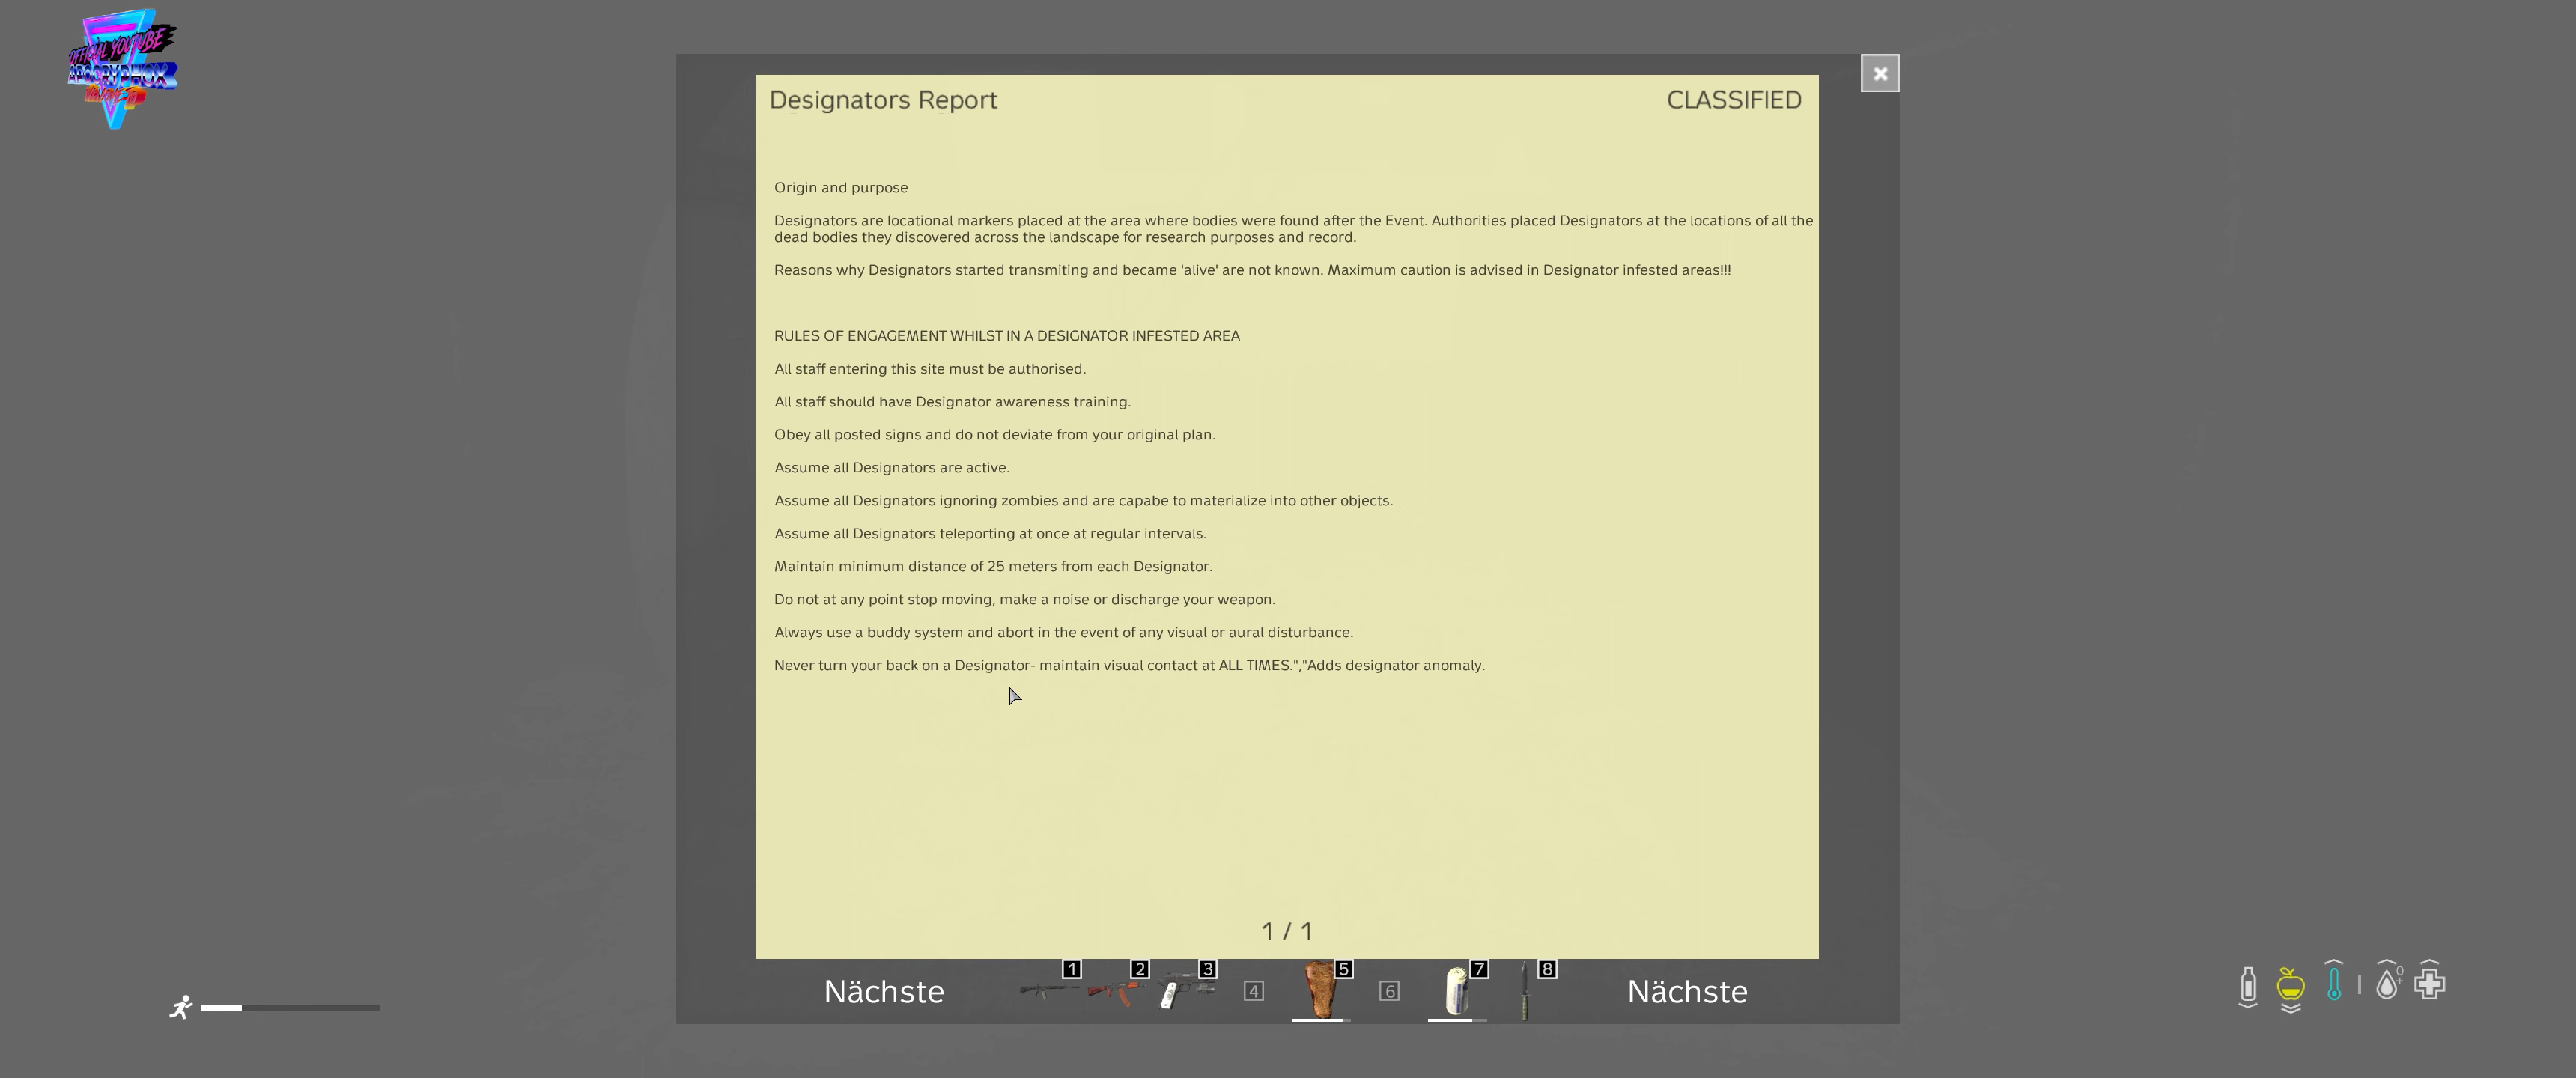 OFFICIAL YOUTUBE
APOCRYPHOX
Designators Report
CLASSIFIED
Origin and purpose
Designators are locational markers placed at the area where bodies were found after the Event. Authorities placed Designators at the locations of all the
dead bodies they discovered across the landscape for research purposes and record.
Reasons why Designators started transmiting and became 'alive' are not known. Maximum caution is advised in Designator infested areas!!!
RULES OF ENGAGEMENT WHILST IN A DESIGNATOR INFESTED AREA
All staff entering this site must be authorised.
All staff should have Designator awareness training.
Obey all posted signs and do not deviate from your original plan.
Assume all Designators are active.
Assume all Designators ignoring zombies and are capabe to materialize into other objects.
Assume all Designators teleporting at once at regular intervals.
Maintain minimum distance of 25 meters from each Designator.
Do not at any point stop moving, make a noise or discharge your weapon.
Always use a buddy system and abort in the event of any visual or aural disturbance.
Never turn your back on a Designator- maintain visual contact at ALL TIMES.","Adds designator anomaly.
1 / 1
Nächste
1 2 3 4 5 6 7 8
Nächste
0
+